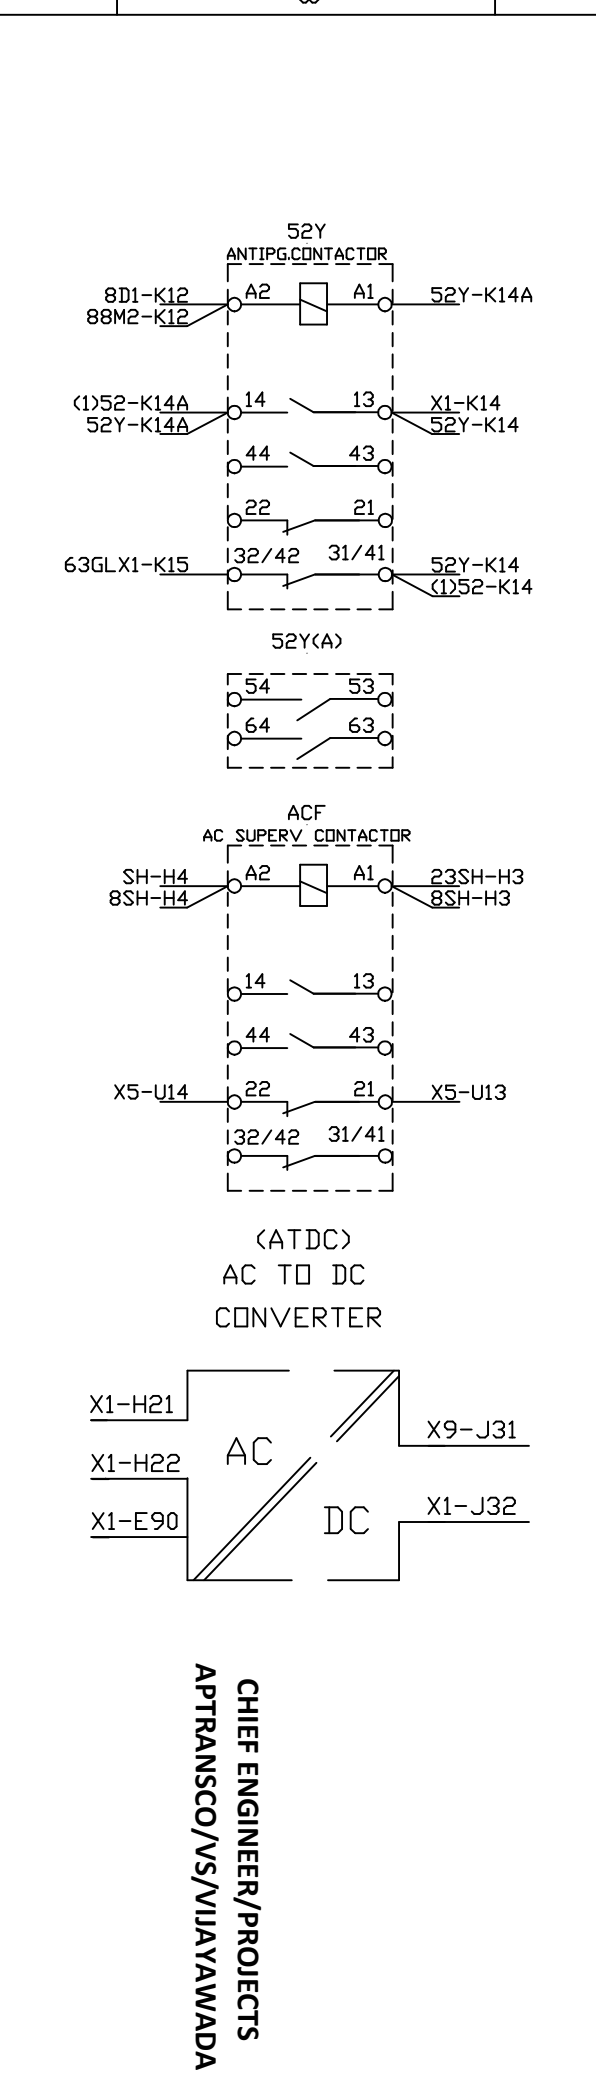 52Y
ANTIPG.CONTACTOR
8D1-K12 A2 A1 52Y-K14A
88M2-K12
(1)52-K14A 14 13 X1-K14
52Y-K14A 52Y-K14
44 43
22 21
63GLX1-K15 32/42 31/41 52Y-K14
(1)52-K14
52Y(A)
54 53
64 63
ACF
AC SUPERV CONTACTOR
SH-H4 A2 A1 23SH-H3
8SH-H4 8SH-H3
14 13
44 43
X5-U14 22 21 X5-U13
32/42 31/41
(ATDC)
AC TO DC
CONVERTER
X1-H21
X9-J31
AC
X1-H22
X1-J32
X1-E90 DC
CHIEF ENGINEER/PROJECTS
APTRANSCO/VS/VIJAYAWADA